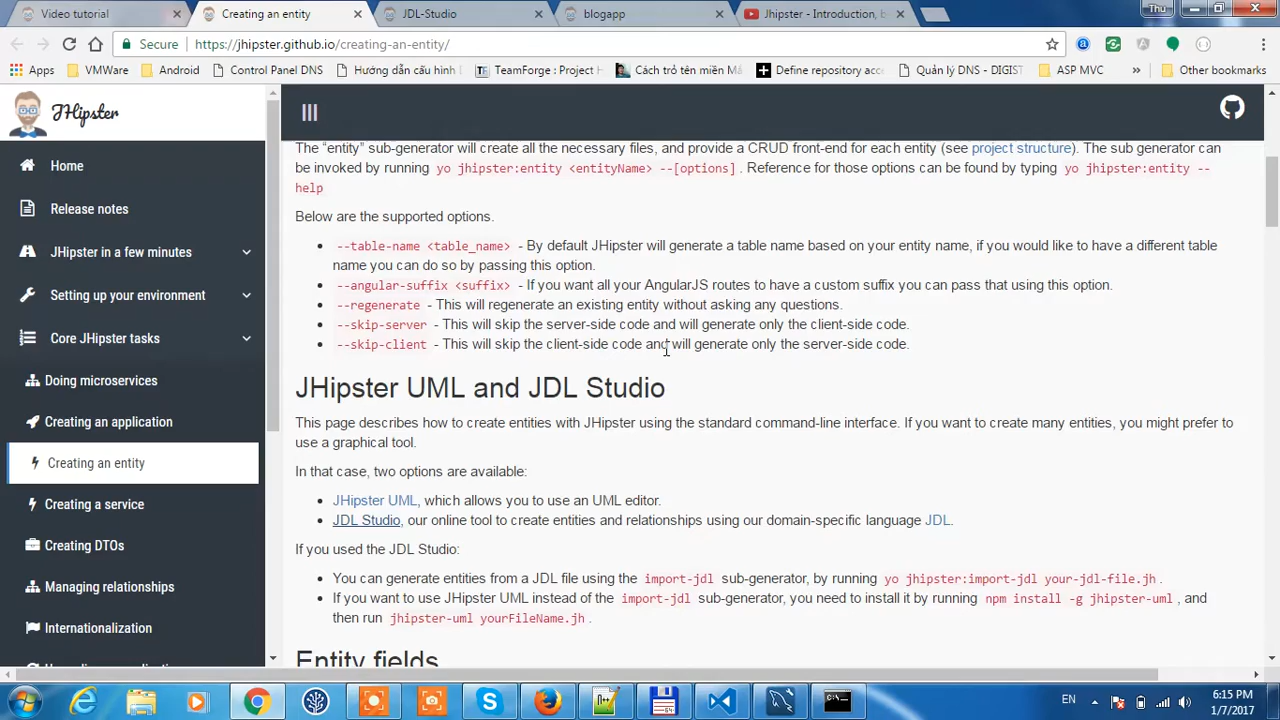 Video tutorial
Creating an entity
JDL-Studio
blogapp
Jhipster - Introduction, b
Thu
Secure
https://jhipster.github.io/creating-an-entity/
Apps
VMWare
Android
Control Panel DNS
Hướng dẫn cấu hình
TeamForge : Project H
Cách trỏ tên miền Mắ
Define repository acc
Quản lý DNS - DIGIST
ASP MVC
»
Other bookmarks
JHipster
Home
Release notes
JHipster in a few minutes
Setting up your environment
Core JHipster tasks
Doing microservices
Creating an application
Creating an entity
Creating a service
Creating DTOs
Managing relationships
Internationalization
The “entity” sub-generator will create all the necessary files, and provide a CRUD front-end for each entity (see project structure). The sub generator can
be invoked by running yo jhipster:entity <entityName> --[options] . Reference for those options can be found by typing yo jhipster:entity --
help
Below are the supported options.
--table-name <table_name> - By default JHipster will generate a table name based on your entity name, if you would like to have a different table
name you can do so by passing this option.
--angular-suffix <suffix> - If you want all your AngularJS routes to have a custom suffix you can pass that using this option.
--regenerate - This will regenerate an existing entity without asking any questions.
--skip-server - This will skip the server-side code and will generate only the client-side code.
--skip-client - This will skip the client-side code and will generate only the server-side code.
JHipster UML and JDL Studio
This page describes how to create entities with JHipster using the standard command-line interface. If you want to create many entities, you might prefer to
use a graphical tool.
In that case, two options are available:
JHipster UML, which allows you to use an UML editor.
JDL Studio, our online tool to create entities and relationships using our domain-specific language JDL.
If you used the JDL Studio:
You can generate entities from a JDL file using the import-jdl sub-generator, by running yo jhipster:import-jdl your-jdl-file.jh .
If you want to use JHipster UML instead of the import-jdl sub-generator, you need to install it by running npm install -g jhipster-uml , and
then run jhipster-uml yourFileName.jh .
Entity fields
EN
6:15 PM
1/7/2017